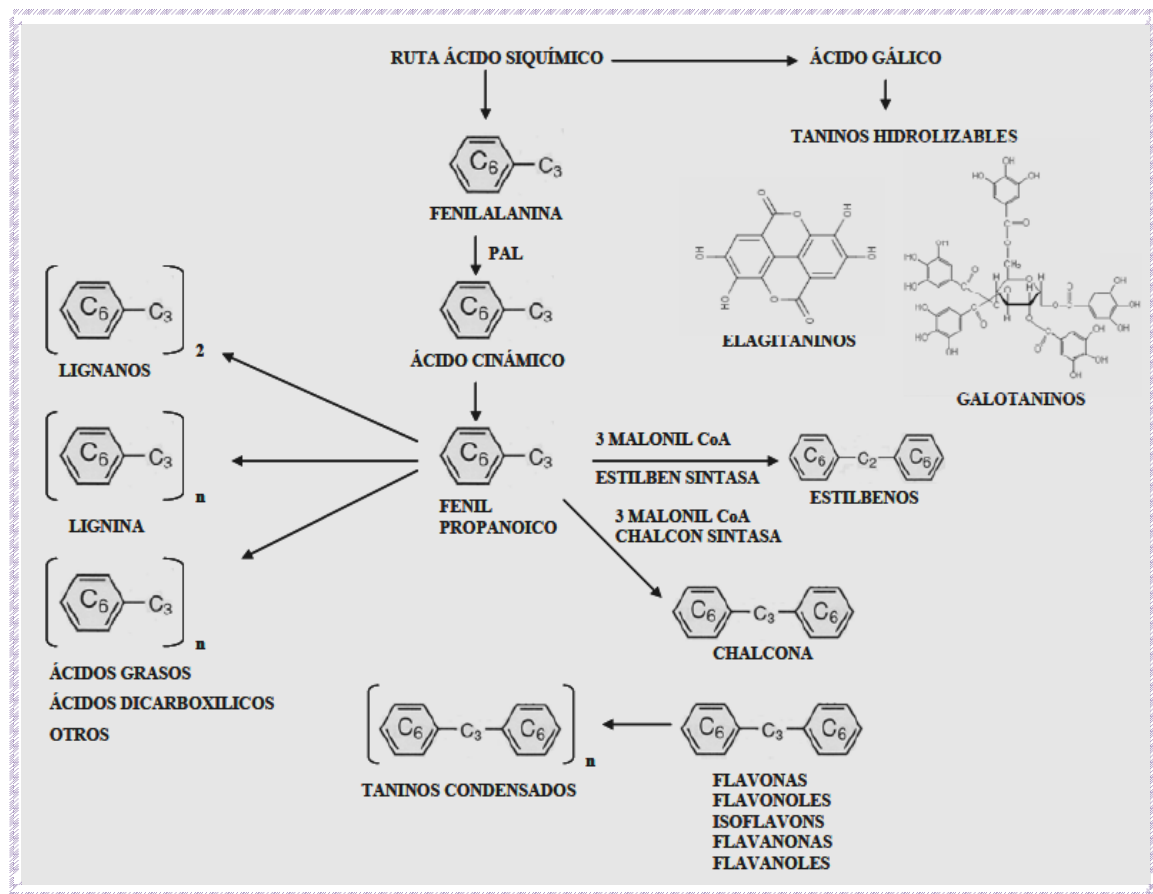 RUTA ÁCIDO SIQUÍMICO
ÁCIDO GÁLICO
TANINOS HIDROLIZABLES
C6
C3
FENILALANINA
PAL
C6
C3
ÁCIDO CINÁMICO
C6
C3
FENIL
PROPANOICO
C6
C3
2
LIGNANOS
C6
C3
n
LIGNINA
C6
C3
n
ÁCIDOS GRASOS
ÁCIDOS DICARBOXILICOS
OTROS
ELAGITANINOS
GALOTANINOS
3 MALONIL CoA
ESTILBEN SINTASA
C6
C2
C6
ESTILBENOS
3 MALONIL CoA
CHALCON SINTASA
C6
C3
C6
CHALCONA
C6
C3
C6
n
TANINOS CONDENSADOS
C6
C3
C6
FLAVONAS
FLAVONOLES
ISOFLAVONS
FLAVANONAS
FLAVANOLES